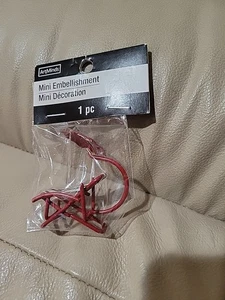 ArtMinds
Mini Embellishment
Mini Décoration
1 pc